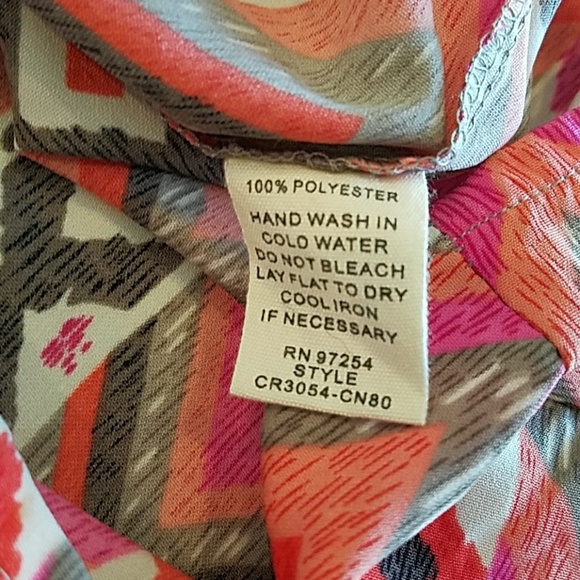 100% POLYESTER
HAND WASH IN
COLD WATER
DO NOT BLEACH
LAY FLAT TO DRY
COOL IRON
IF NECESSARY
RN 97254
STYLE
CR3054-CN80